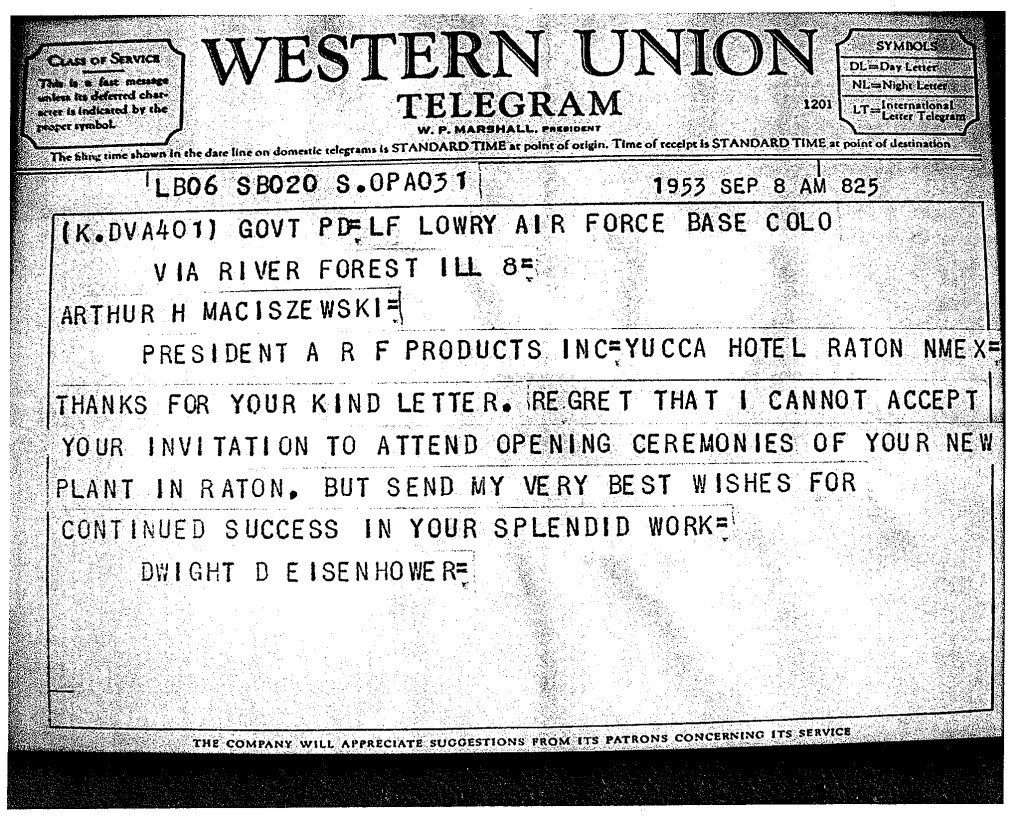 CLASS OF SERVICE
This is a fast message
unless its deferred char-
acter is indicated by the
proper symbol.
WESTERN UNION
TELEGRAM
W. P. MARSHALL, PRESIDENT
1201
SYMBOLS
DL=Day Letter
NL=Night Letter
LT=International
Letter Telegram
The filing time shown in the date line on domestic telegrams is STANDARD TIME at point of origin. Time of receipt is STANDARD TIME at point of destination
LB06 SB020 S.OPA031
1953 SEP 8 AM 825
(K.DVA401) GOVT PD=LF LOWRY AIR FORCE BASE COLO
VIA RIVER FOREST ILL 8=
ARTHUR H MACISZEWSKI=
PRESIDENT A R F PRODUCTS INC=YUCCA HOTEL RATON NMEX=
THANKS FOR YOUR KIND LETTER. REGRET THAT I CANNOT ACCEPT
YOUR INVITATION TO ATTEND OPENING CEREMONIES OF YOUR NEW
PLANT IN RATON. BUT SEND MY VERY BEST WISHES FOR
CONTINUED SUCCESS IN YOUR SPLENDID WORK=
DWIGHT D EISENHOWER=
THE COMPANY WILL APPRECIATE SUGGESTIONS FROM ITS PATRONS CONCERNING ITS SERVICE